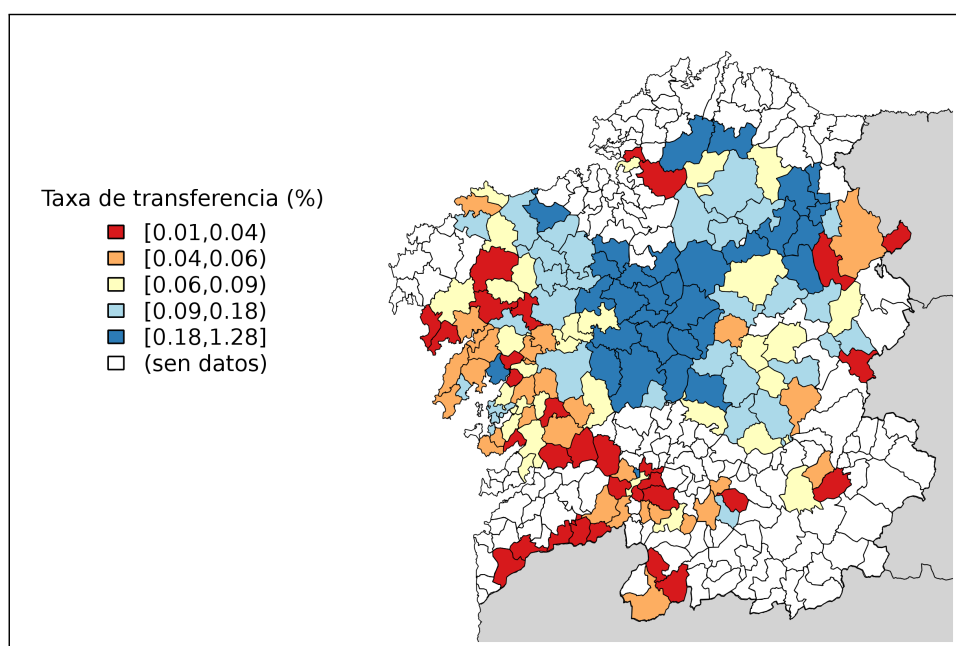 Taxa de transferencia (%)
[0.01,0.04)
[0.04,0.06)
[0.06,0.09)
[0.09,0.18)
[0.18,1.28]
(sen datos)